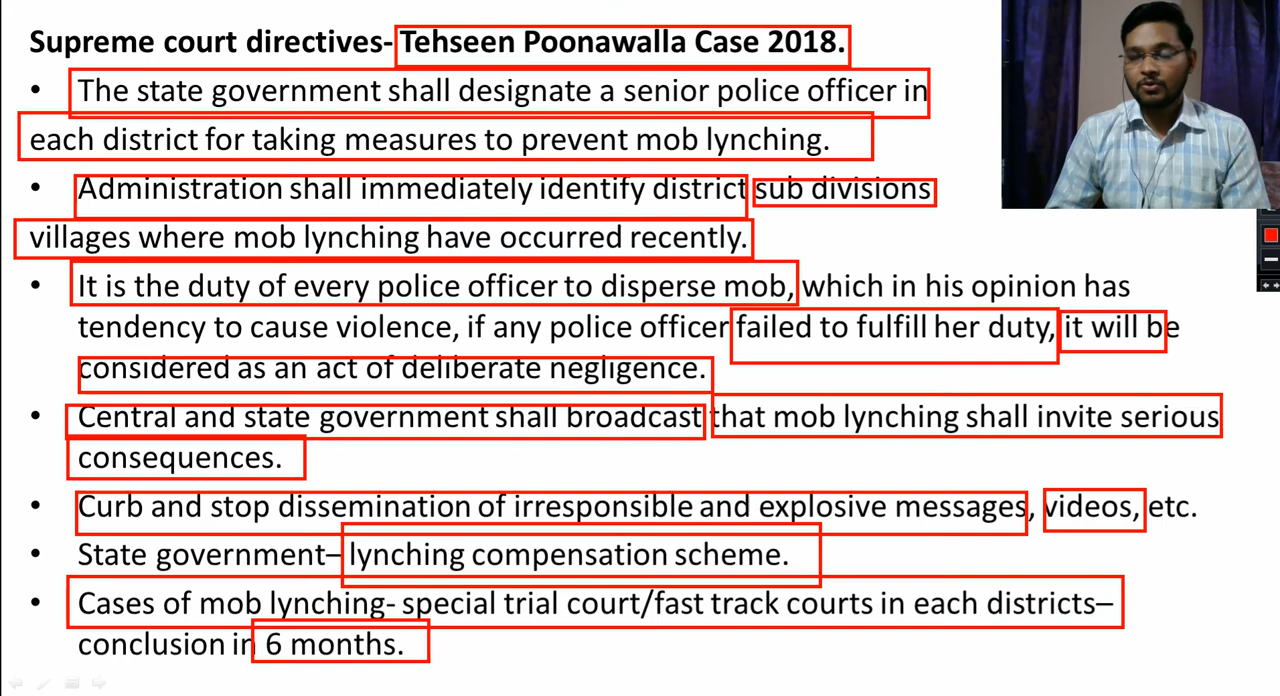 Supreme court directives- Tehseen Poonawalla Case 2018.
• The state government shall designate a senior police officer in
each district for taking measures to prevent mob lynching.
• Administration shall immediately identify district sub divisions
villages where mob lynching have occurred recently.
• It is the duty of every police officer to disperse mob, which in his opinion has
tendency to cause violence, if any police officer failed to fulfill her duty, it will be
considered as an act of deliberate negligence.
• Central and state government shall broadcast that mob lynching shall invite serious
consequences.
• Curb and stop dissemination of irresponsible and explosive messages, videos, etc.
• State government– lynching compensation scheme.
• Cases of mob lynching- special trial court/fast track courts in each districts–
conclusion in 6 months.